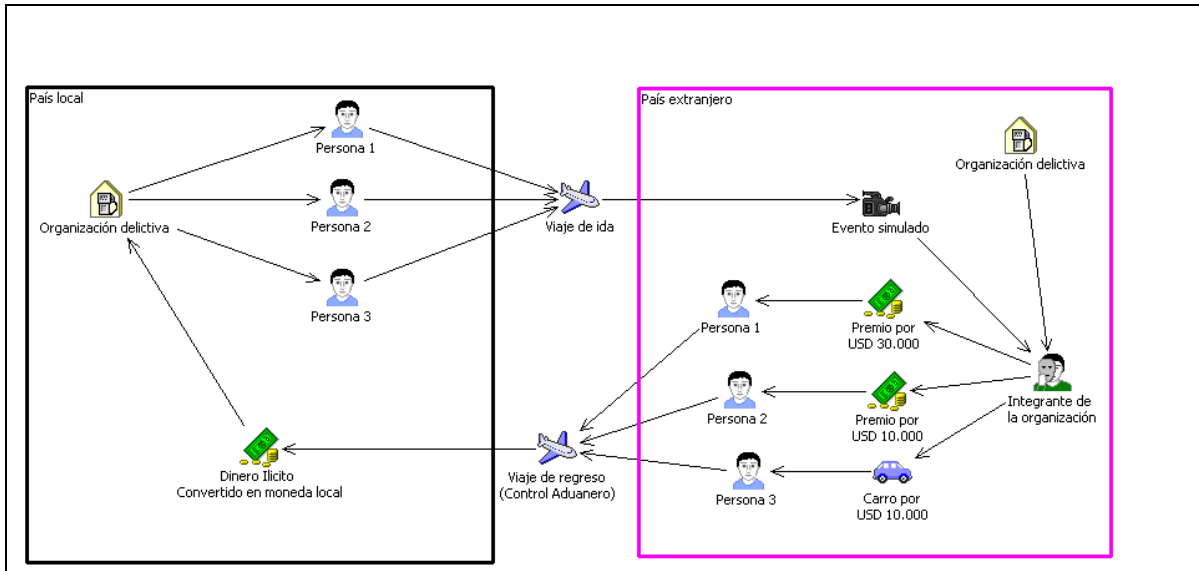 País local
País extranjero
Persona 1
Organización delictiva
Organización delictiva
Persona 2
Viaje de ida
Evento simulado
Persona 3
Persona 1
Premio por
USD 30.000
Persona 2
Premio por
USD 10.000
Integrante de
la organización
Dinero Ilicito
Convertido en moneda local
Viaje de regreso
(Control Aduanero)
Persona 3
Carro por
USD 10.000